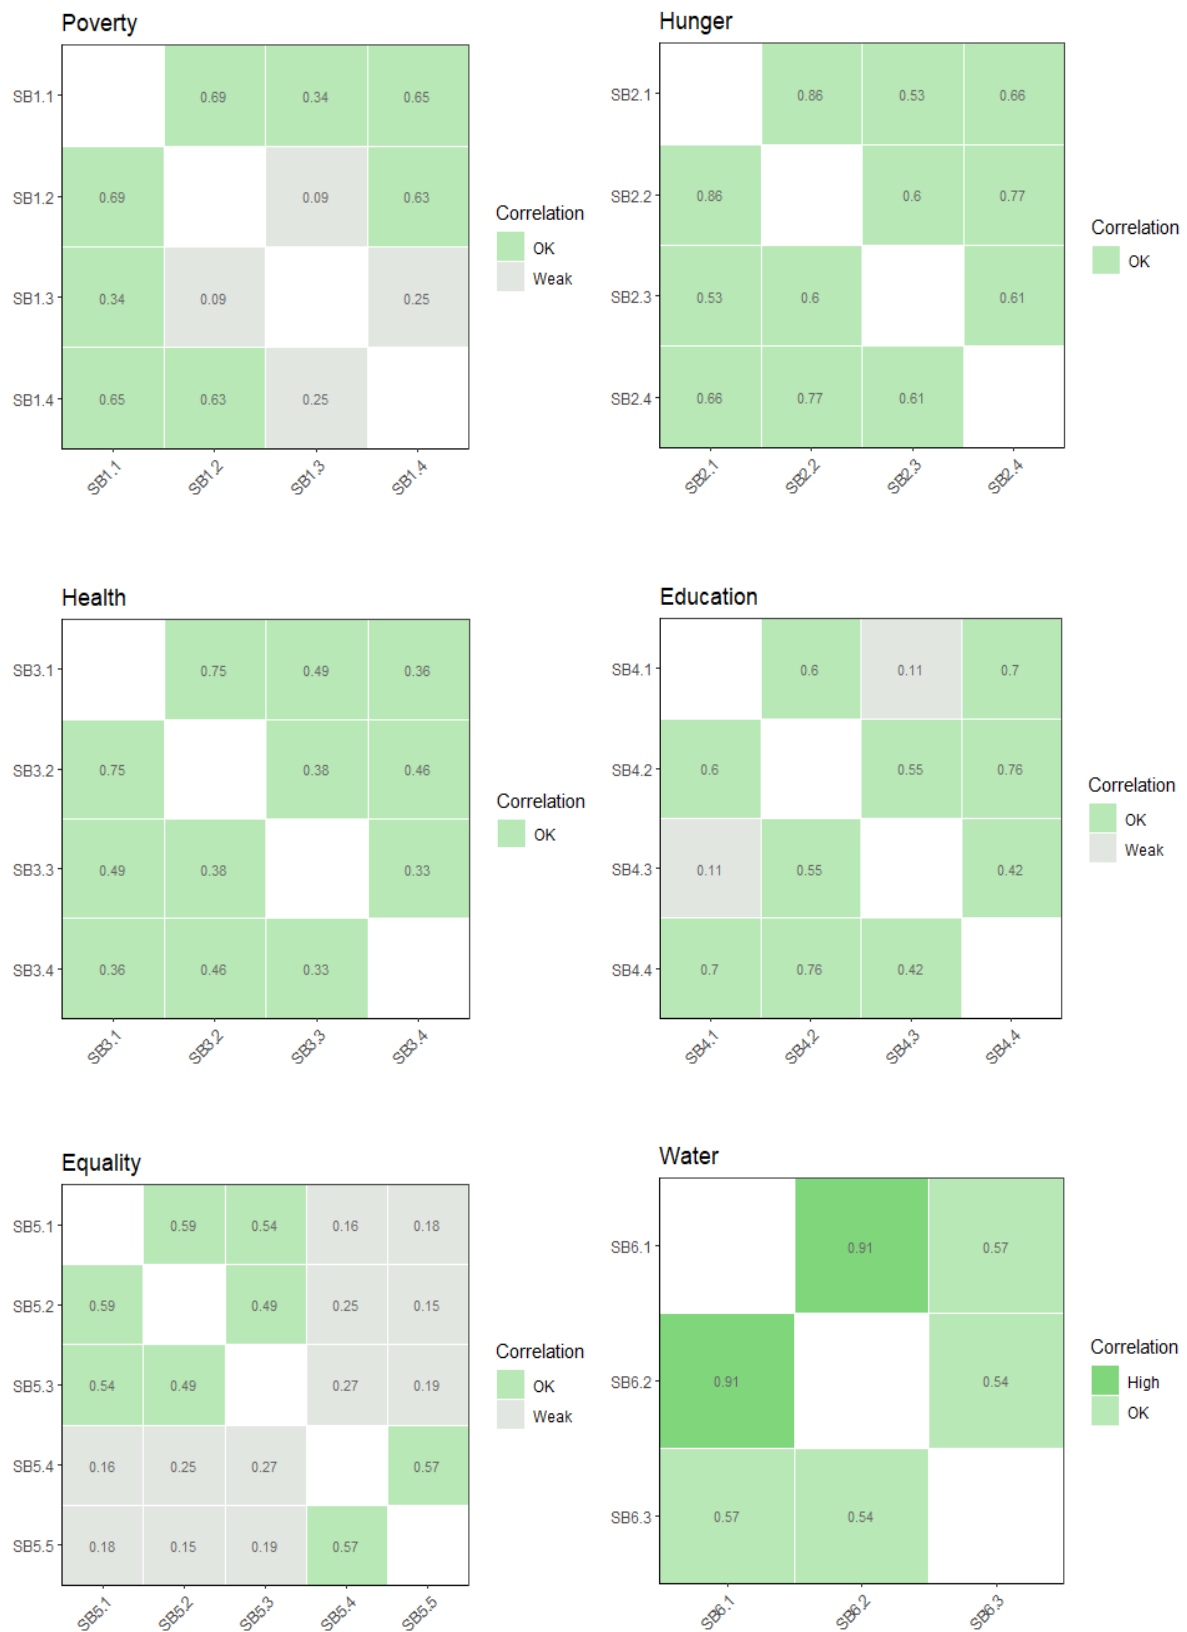 Poverty
SB1.1 0.69 0.34 0.65
SB1.2 0.69 0.09 0.63
SB1.3 0.34 0.09 0.25
SB1.4 0.65 0.63 0.25
SB1.1 SB1.2 SB1.3 SB1.4
Correlation
OK
Weak
Hunger
SB2.1 0.86 0.53 0.66
SB2.2 0.86 0.6 0.77
SB2.3 0.53 0.6 0.61
SB2.4 0.66 0.77 0.61
SB2.1 SB2.2 SB2.3 SB2.4
Correlation
OK
Health
SB3.1 0.75 0.49 0.36
SB3.2 0.75 0.38 0.46
SB3.3 0.49 0.38 0.33
SB3.4 0.36 0.46 0.33
SB3.1 SB3.2 SB3.3 SB3.4
Correlation
OK
Education
SB4.1 0.6 0.11 0.7
SB4.2 0.6 0.55 0.76
SB4.3 0.11 0.55 0.42
SB4.4 0.7 0.76 0.42
SB4.1 SB4.2 SB4.3 SB4.4
Correlation
OK
Weak
Equality
SB5.1 0.59 0.54 0.16 0.18
SB5.2 0.59 0.49 0.25 0.15
SB5.3 0.54 0.49 0.27 0.19
SB5.4 0.16 0.25 0.27 0.57
SB5.5 0.18 0.15 0.19 0.57
SB5.1 SB5.2 SB5.3 SB5.4 SB5.5
Correlation
OK
Weak
Water
SB6.1 0.91 0.57
SB6.2 0.91 0.54
SB6.3 0.57 0.54
SB6.1 SB6.2 SB6.3
Correlation
High
OK